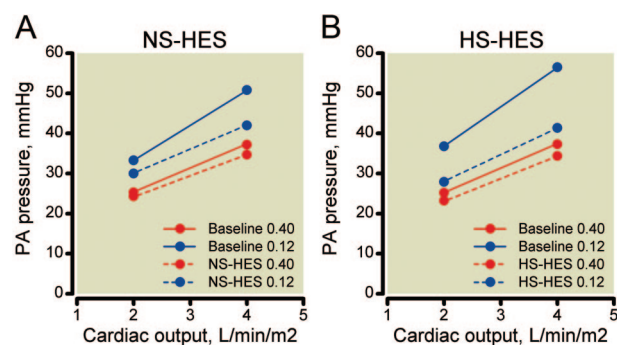 A
NS-HES
PA pressure, mmHg
60
50
40
30
20
10
0
Baseline 0.40
Baseline 0.12
NS-HES 0.40
NS-HES 0.12
1 2 3 4 5
Cardiac output, L/min/m2
B
HS-HES
PA pressure, mmHg
60
50
40
30
20
10
0
Baseline 0.40
Baseline 0.12
HS-HES 0.40
HS-HES 0.12
1 2 3 4 5
Cardiac output, L/min/m2